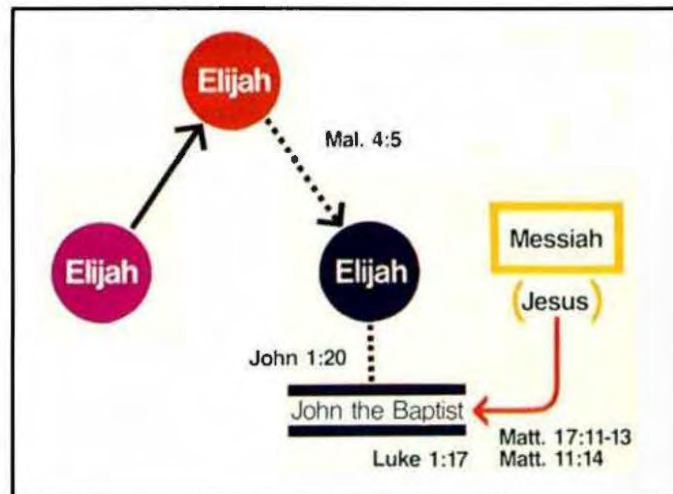 Elijah
Mal. 4:5
Elijah
Elijah
Messiah
(Jesus)
John 1:20
John the Baptist
Matt. 17:11-13
Luke 1:17
Matt. 11:14